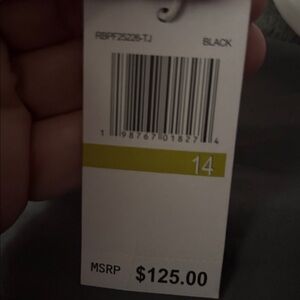 RBPF25226-TJ BLACK
1 98767 01827 4
14
MSRP $125.00